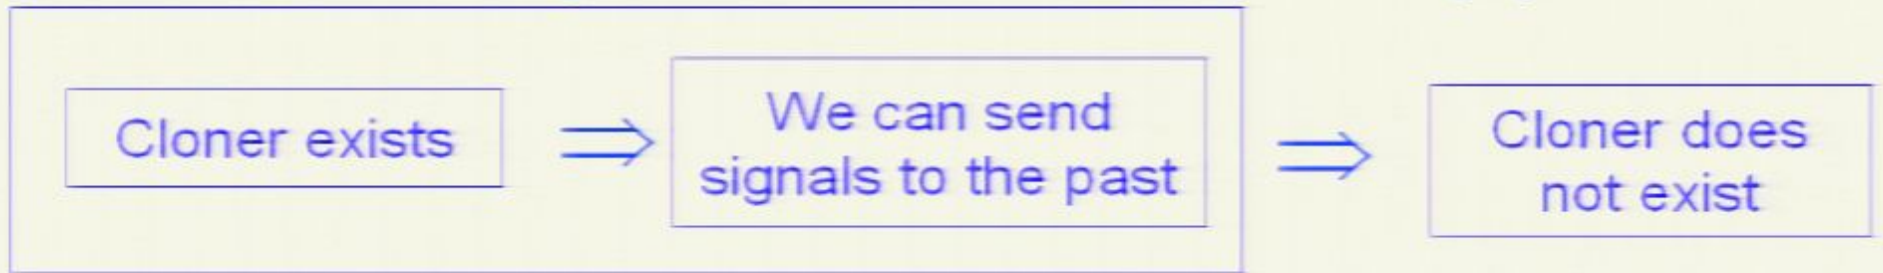 Cloner exists
⇒
We can send
signals to the past
⇒
Cloner does
not exist